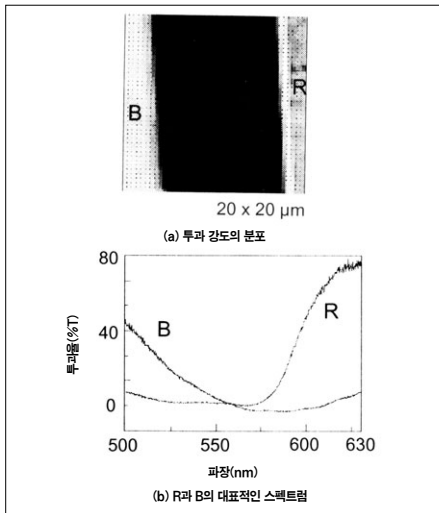 B
R
20 x 20 μm
(a) 투과 강도의 분포
80
40
0
투과율(%T)
B
R
500
550
600
630
파장(nm)
(b) R과 B의 대표적인 스펙트럼